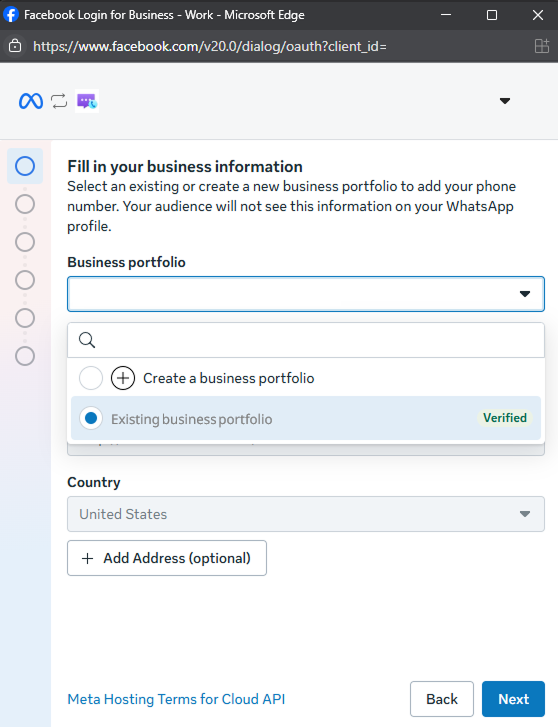 Facebook Login for Business - Work - Microsoft Edge
https://www.facebook.com/v20.0/dialog/oauth?client_id=
Fill in your business information
Select an existing or create a new business portfolio to add your phone
number. Your audience will not see this information on your WhatsApp
profile.
Business portfolio
Create a business portfolio
Existing business portfolio Verified
Country
United States
+ Add Address (optional)
Meta Hosting Terms for Cloud API Back Next